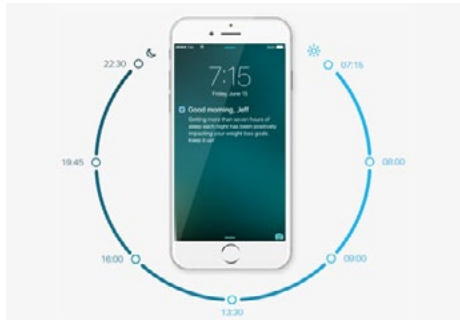 22:30
07:15
7:15
Friday, June 15
Good morning, Jeff
Getting more than seven hours of
sleep each night has been positively
impacting your weight loss goals.
Keep it up!
19:45
08:00
16:00
09:00
13:30